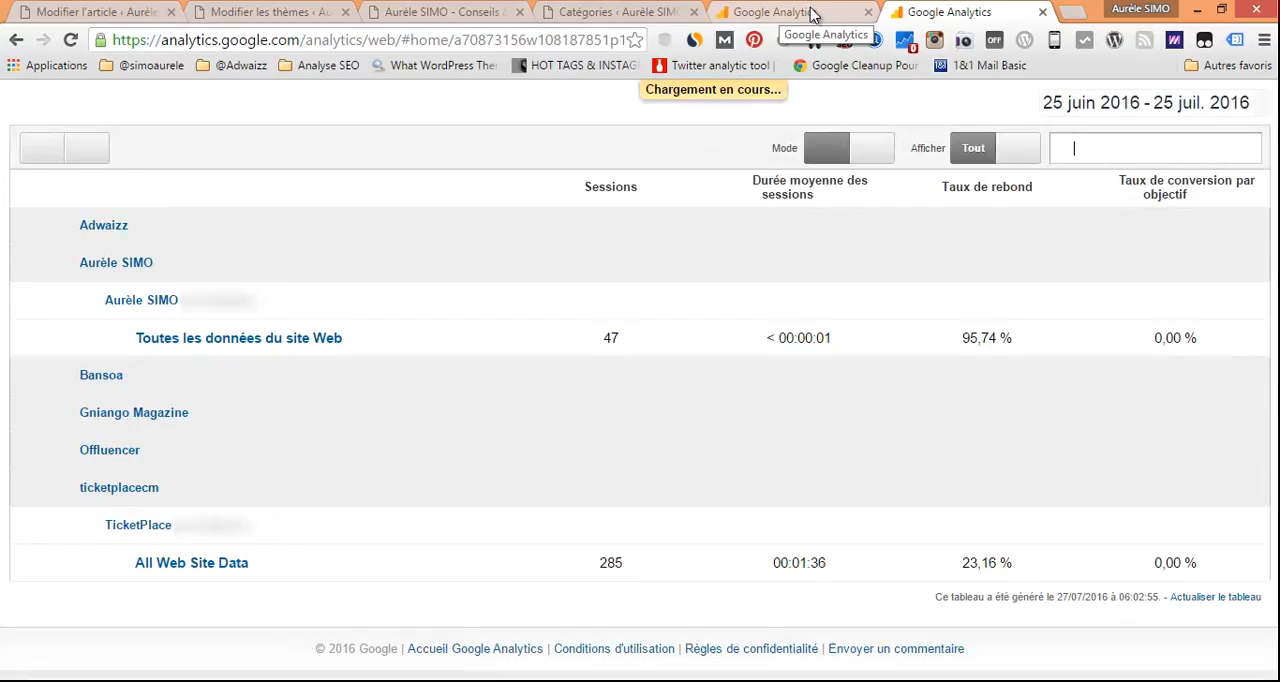 Modifier l'article ‹ Aurèle
Modifier les thèmes ‹ Au
Aurèle SIMO - Conseils &
Catégories ‹ Aurèle SIMO
Google Analytics
Google Analytics
Aurèle SIMO
https://analytics.google.com/analytics/web/#home/a70873156w108187851p1
Google Analytics
Applications
@simoaurele
@Adwaizz
Analyse SEO
What WordPress The
HOT TAGS & INSTAG
Twitter analytic tool |
Google Cleanup Pour
1&1 Mail Basic
Autres favoris
Chargement en cours...
25 juin 2016 - 25 juil. 2016
Mode
Afficher
Tout
Sessions
Durée moyenne des sessions
Taux de rebond
Taux de conversion par objectif
Adwaizz
Aurèle SIMO
Aurèle SIMO
Toutes les données du site Web 47 < 00:00:01 95,74 % 0,00 %
Bansoa
Gniango Magazine
Offluencer
ticketplacecm
TicketPlace
All Web Site Data 285 00:01:36 23,16 % 0,00 %
Ce tableau a été généré le 27/07/2016 à 06:02:55. - Actualiser le tableau
© 2016 Google | Accueil Google Analytics | Conditions d'utilisation | Règles de confidentialité | Envoyer un commentaire